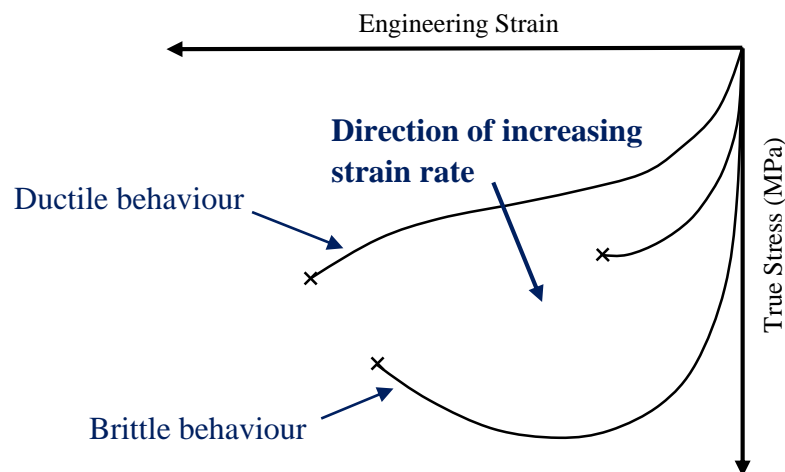 Engineering Strain
Direction of increasing
strain rate
Ductile behaviour
True Stress (MPa)
Brittle behaviour